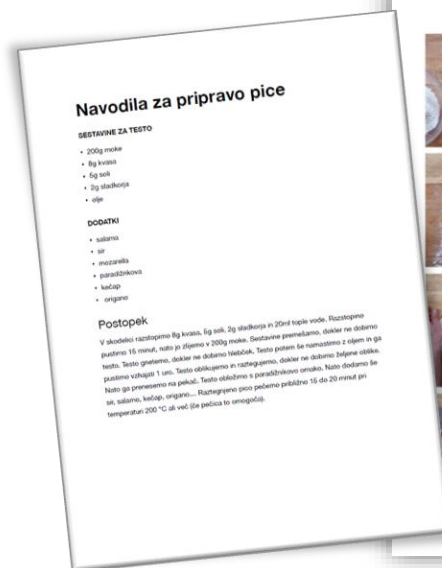 Navodila za pripravo pice
SESTAVINE ZA TESTO
• 200g moke
• 8g kvasa
• 5g soli
• 2g sladkorja
• olje
DODATKI
• salama
• sir
• mozarella
• paradižnikova
• kečap
• origano
Postopek
V skodelici razstopimo 8g kvasa, 5g soli, 2g sladkorja in 20ml tople vode. Razstopino
pustimo 15 minut, nato jo zlijemo v 200g moke. Sestavine premešamo, dokler ne dobimo
testo. Testo gnetemo, dokler ne dobimo hlebček. Testo potem še namastimo z oljem in ga
pustimo vzhajati 1 uro. Testo oblikujemo in raztegujemo, dokler ne dobimo željene oblike.
Nato ga prenesemo na pekač. Testo obložimo s paradižnikovo omako. Nato dodamo še
sir, salamo, kečap, origano... Raztegnjeno pico pečemo približno 15 do 20 minut pri
temperaturi 200 °C ali več (če pečica to omogoča).